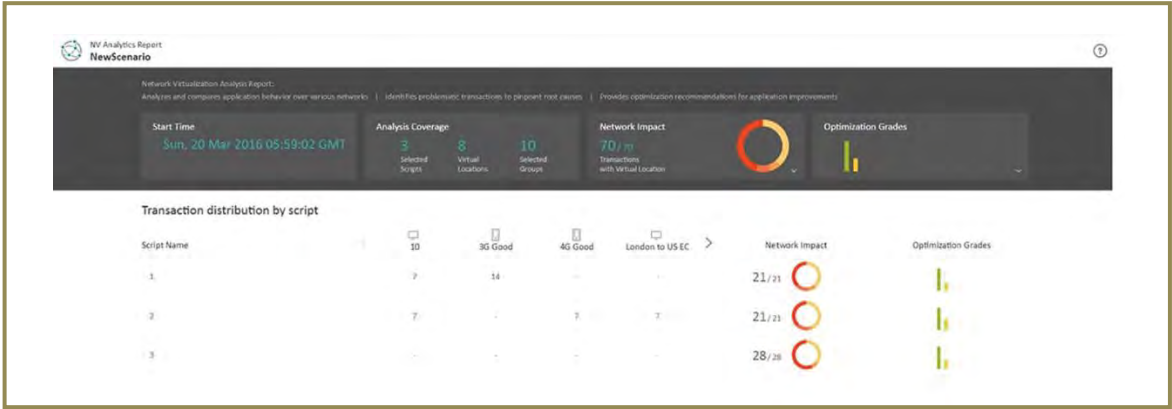 NV Analytics Report
NewScenario
?
Network Virtualization Analysis Report:
Analyzes and compares application behavior over various networks | Identifies problematic transactions to pinpoint root causes | Provides optimization recommendations for application improvements
Start Time
Sun, 20 Mar 2016 05:59:02 GMT
Analysis Coverage
3 8 10
Selected Scripts
Virtual Locations
Selected Groups
Network Impact
70/70
Transactions
with Virtual Location
Optimization Grades
Transaction distribution by script
Script Name 10 3G Good 4G Good London to US EC > Network Impact Optimization Grades
1 7 14 - - 21/21
2 7 - 7 7 21/21
3 - - - - 28/28